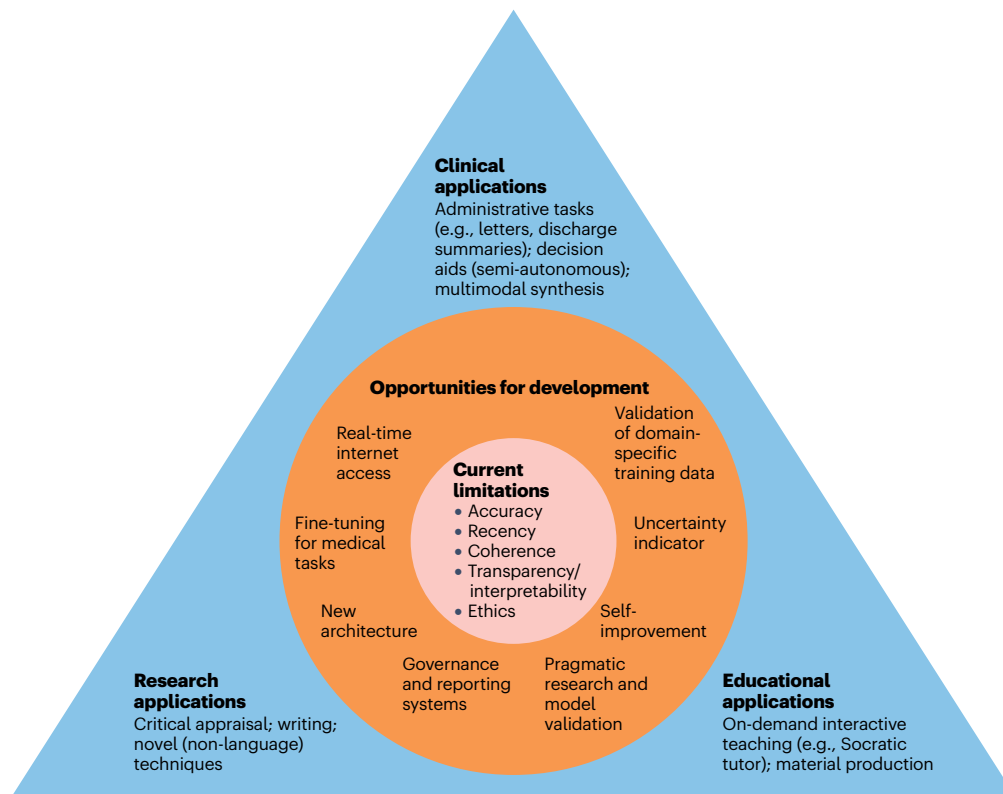 Clinical
applications
Administrative tasks
(e.g., letters, discharge
summaries); decision
aids (semi-autonomous);
multimodal synthesis
Opportunities for development
Real-time
internet
access
Validation
of domain-
specific
training data
Current
limitations
• Accuracy
• Recency
• Coherence
• Transparency/
interpretability
• Ethics
Fine-tuning
for medical
tasks
Uncertainty
indicator
New
architecture
Self-
improvement
Governance
and reporting
systems
Pragmatic
research and
model
validation
Research
applications
Critical appraisal; writing;
novel (non-language)
techniques
Educational
applications
On-demand interactive
teaching (e.g., Socratic
tutor); material production